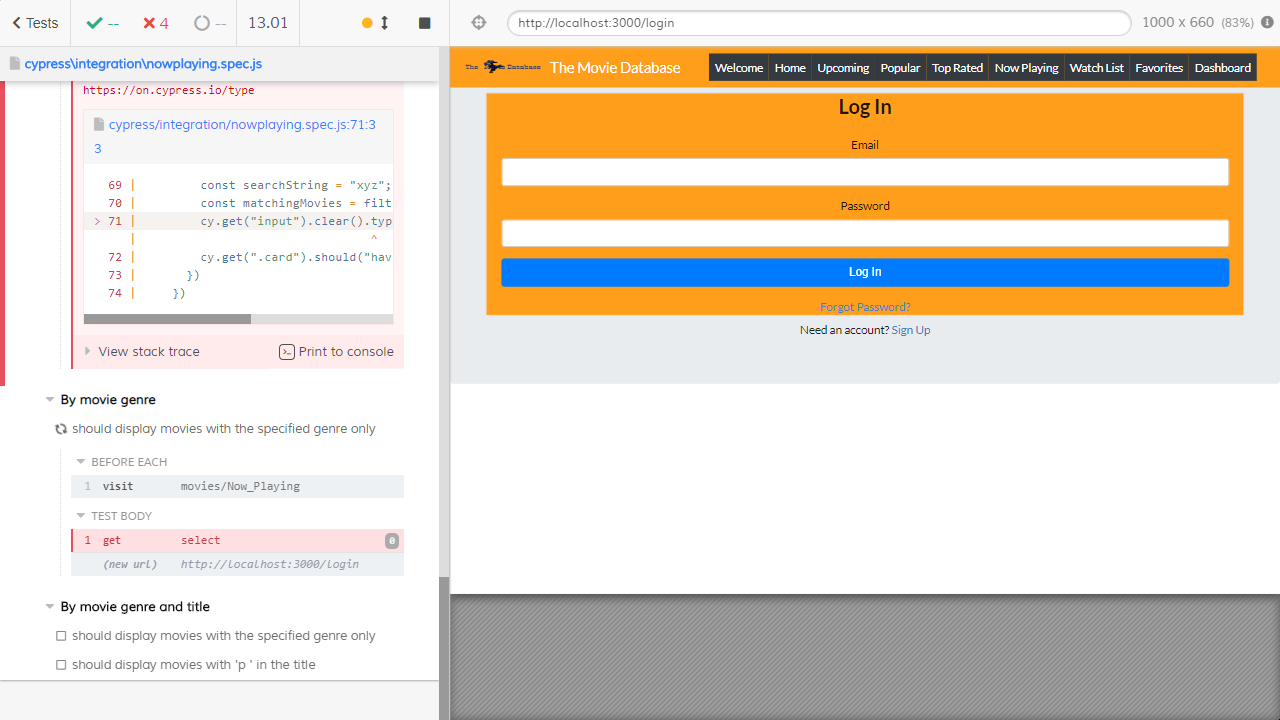 Tests
--
4
--
13.01
http://localhost:3000/login
1000 x 660 (83%)
cypress\integration\nowplaying.spec.js
https://on.cypress.io/type
cypress/integration/nowplaying.spec.js:71:3
3
69 | const searchString = "xyz";
70 | const matchingMovies = filt
> 71 | cy.get("input").clear().typ
| ^
72 | cy.get(".card").should("hav
73 | })
74 | })
View stack trace
Print to console
By movie genre
should display movies with the specified genre only
BEFORE EACH
1 visit movies/Now_Playing
TEST BODY
1 get select 0
(new url) http://localhost:3000/login
By movie genre and title
should display movies with the specified genre only
should display movies with 'p ' in the title
The Movie Database
Welcome
Home
Upcoming
Popular
Top Rated
Now Playing
Watch List
Favorites
Dashboard
Log In
Email
Password
Log In
Forgot Password?
Need an account? Sign Up